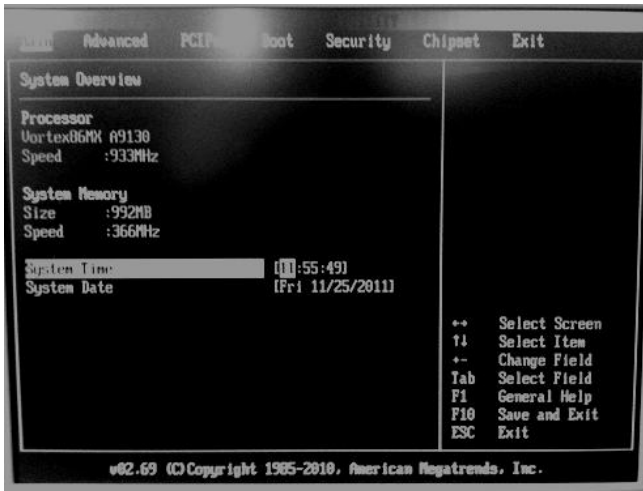 Main Advanced Boot Security Chipset Exit
System Overview
Processor
Vortex86MX A9130
Speed :933MHz
System Memory
Size :992MB
Speed :366MHz
System Time [11:55:49]
System Date [Fri 11/25/2011]
↔ Select Screen
↑↓ Select Item
+- Change Field
Tab Select Field
F1 General Help
F10 Save and Exit
ESC Exit
v02.69 (C)Copyright 1985-2010, American Megatrends, Inc.